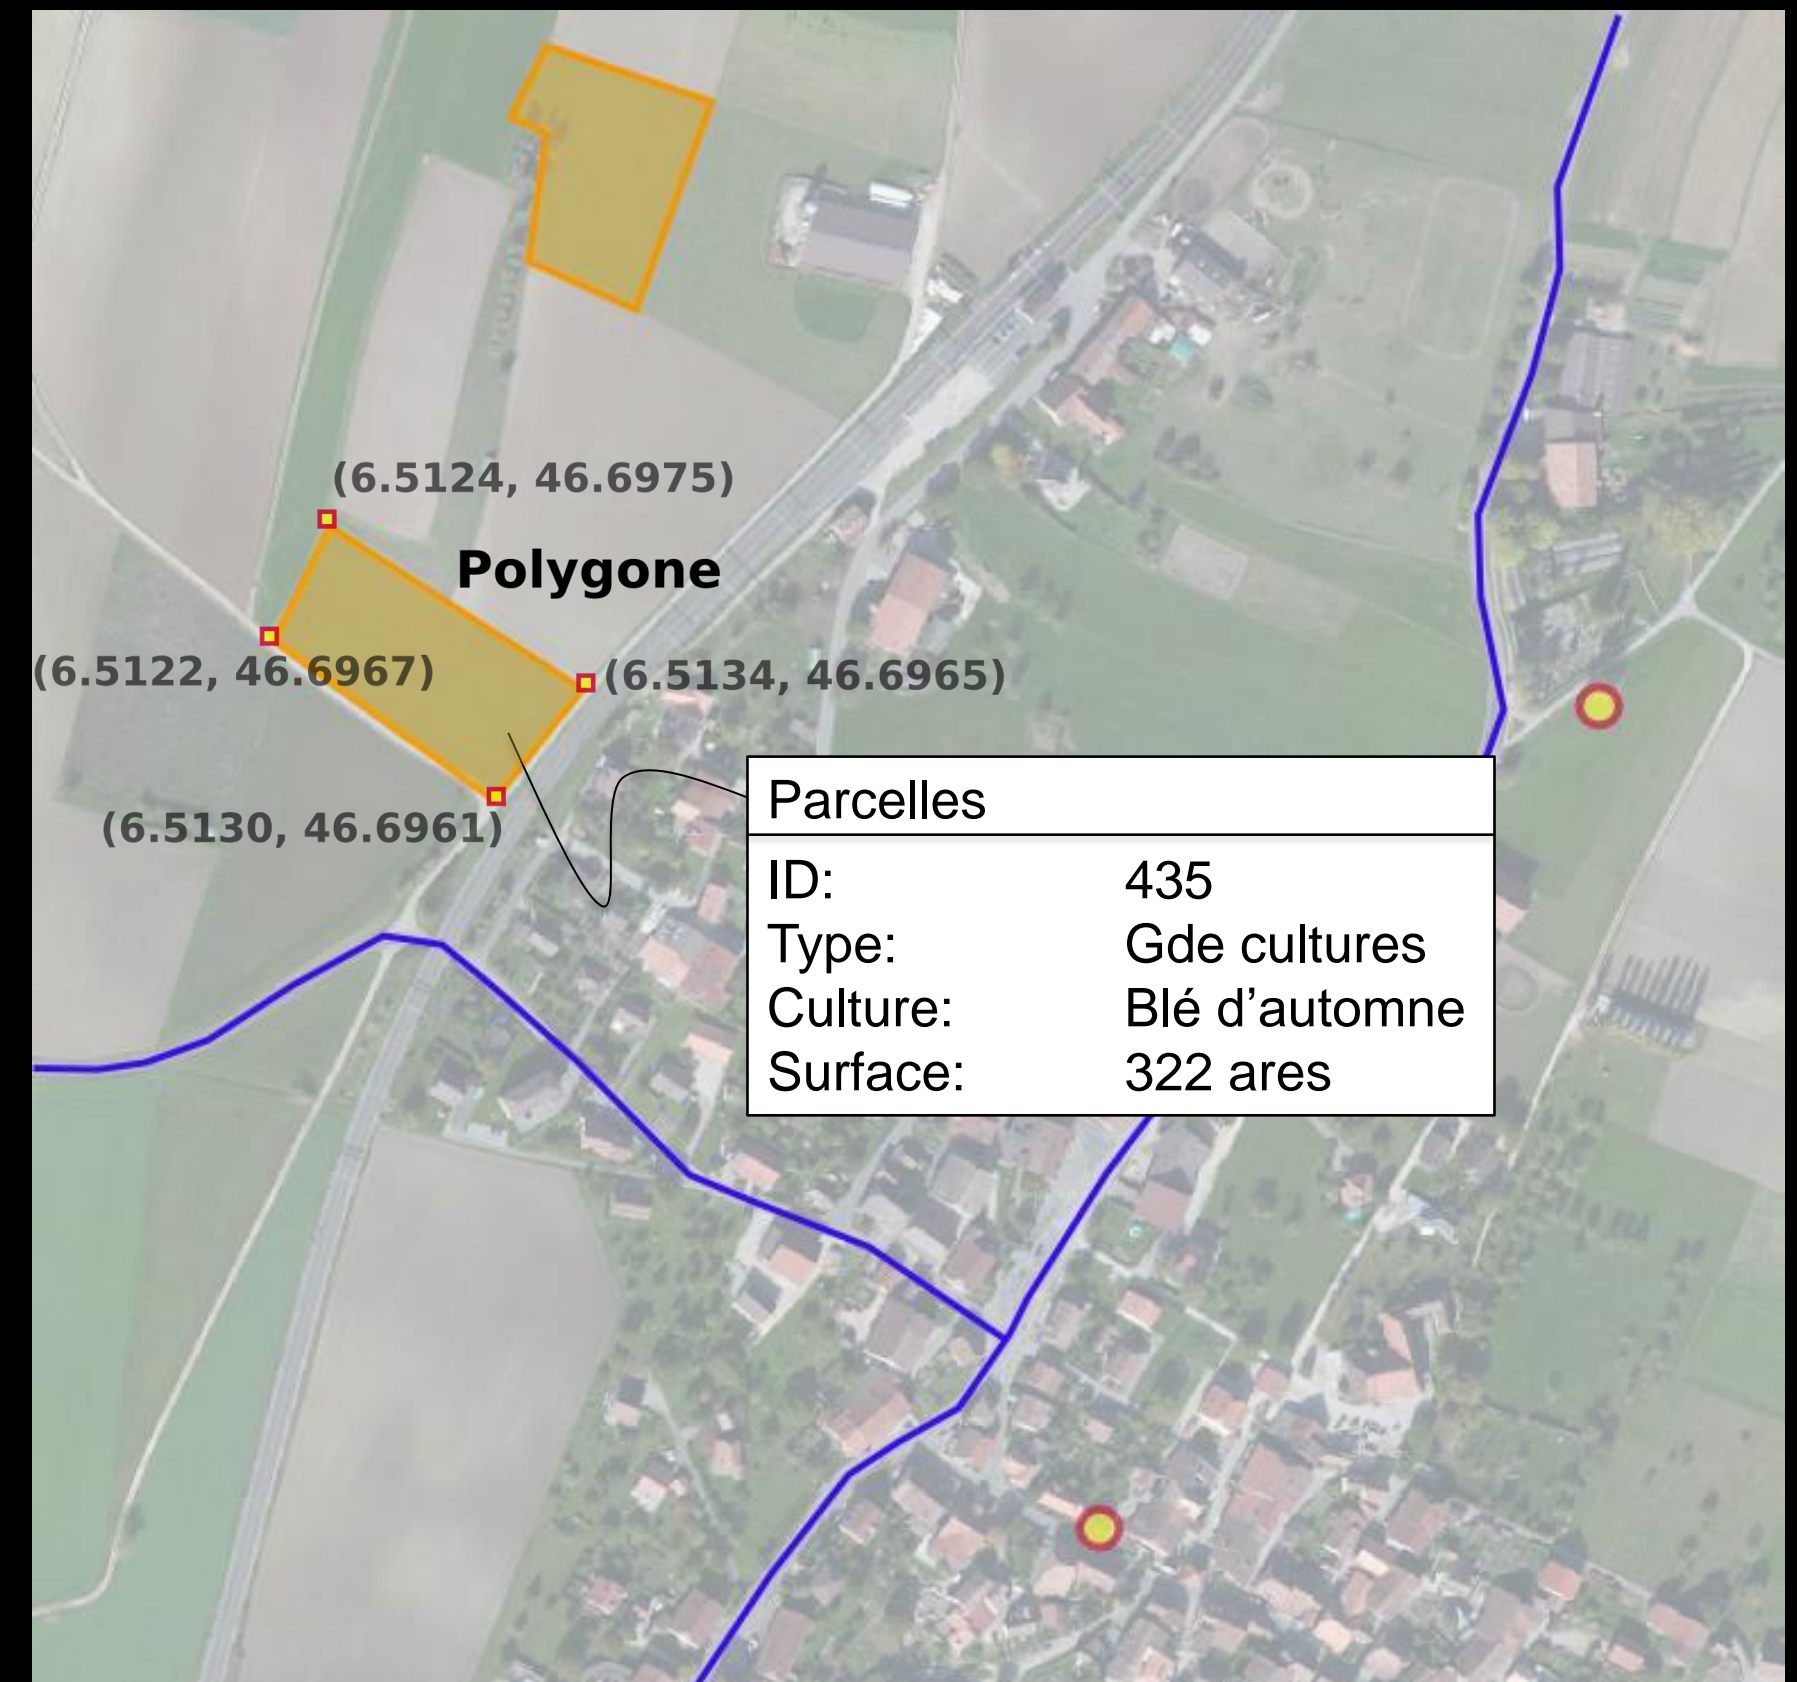 (6.5124, 46.6975)
Polygone
(6.5122, 46.6967)
(6.5134, 46.6965)
(6.5130, 46.6961)
Parcelles
ID: 435
Type: Gde cultures
Culture: Blé d’automne
Surface: 322 ares